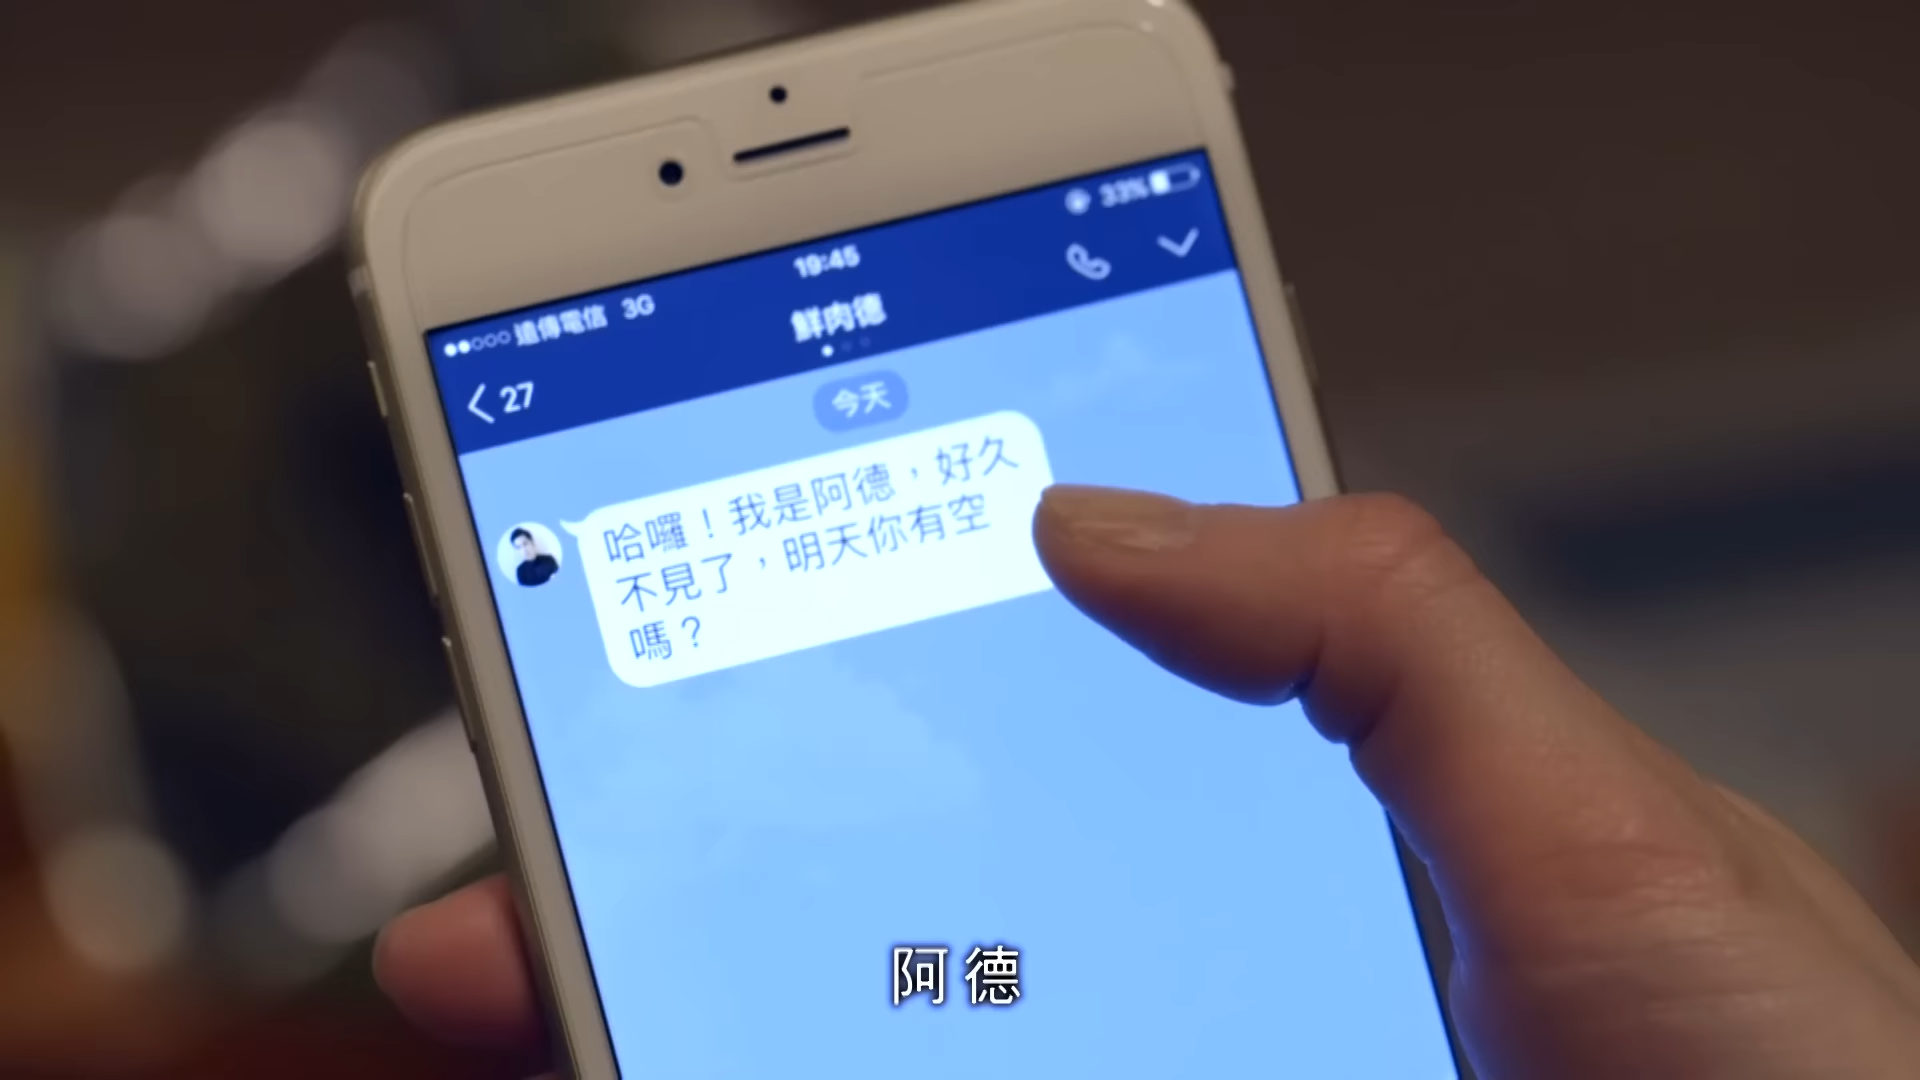 19:45
33%
遠傳電信 3G
鮮肉德
27
今天
哈囉！我是阿德，好久
不見了，明天你有空
嗎？
阿德